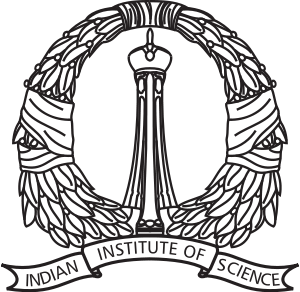 INDIAN INSTITUTE OF SCIENCE